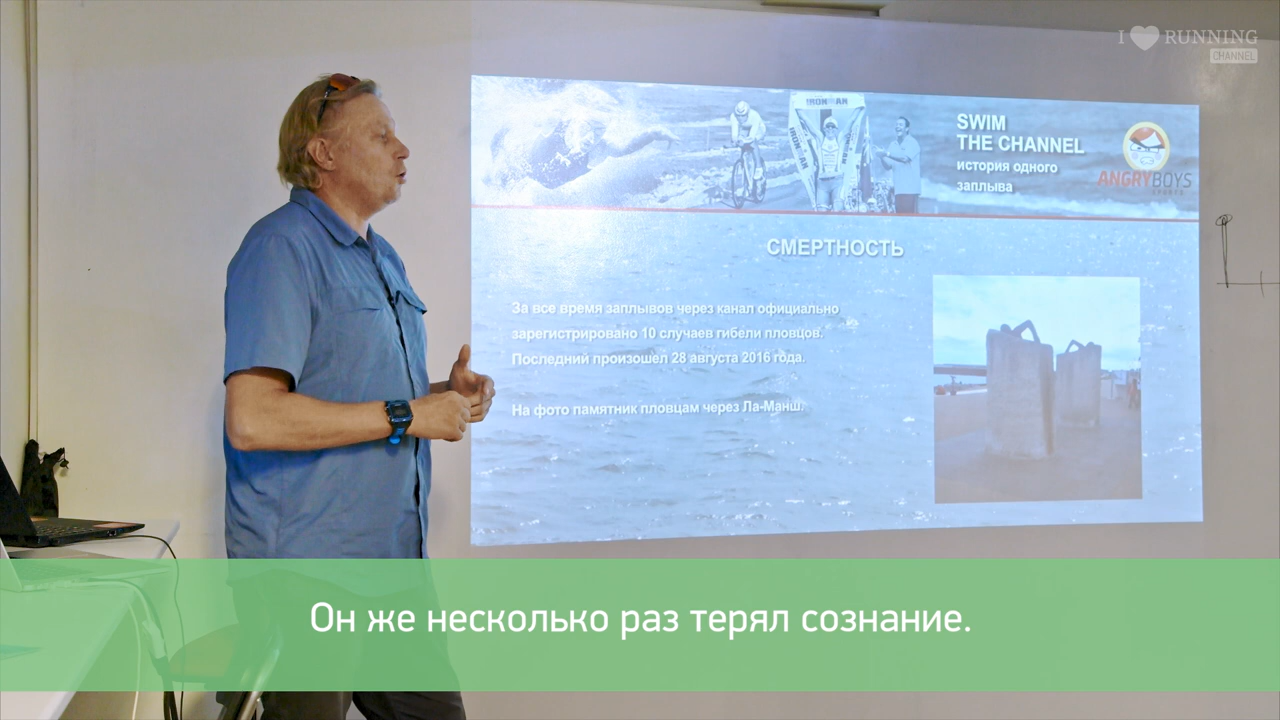 I RUNNING
CHANNEL
IRONMAN
SWIM
THE CHANNEL
история одного
заплыва
ANGRYBOYS
SPORTS
СМЕРТНОСТЬ
За все время заплывов через канал официально
зарегистрировано 10 случаев гибели пловцов.
Последний произошел 28 августа 2016 года.
На фото памятник пловцам через Ла-Манш.
Он же несколько раз терял сознание.